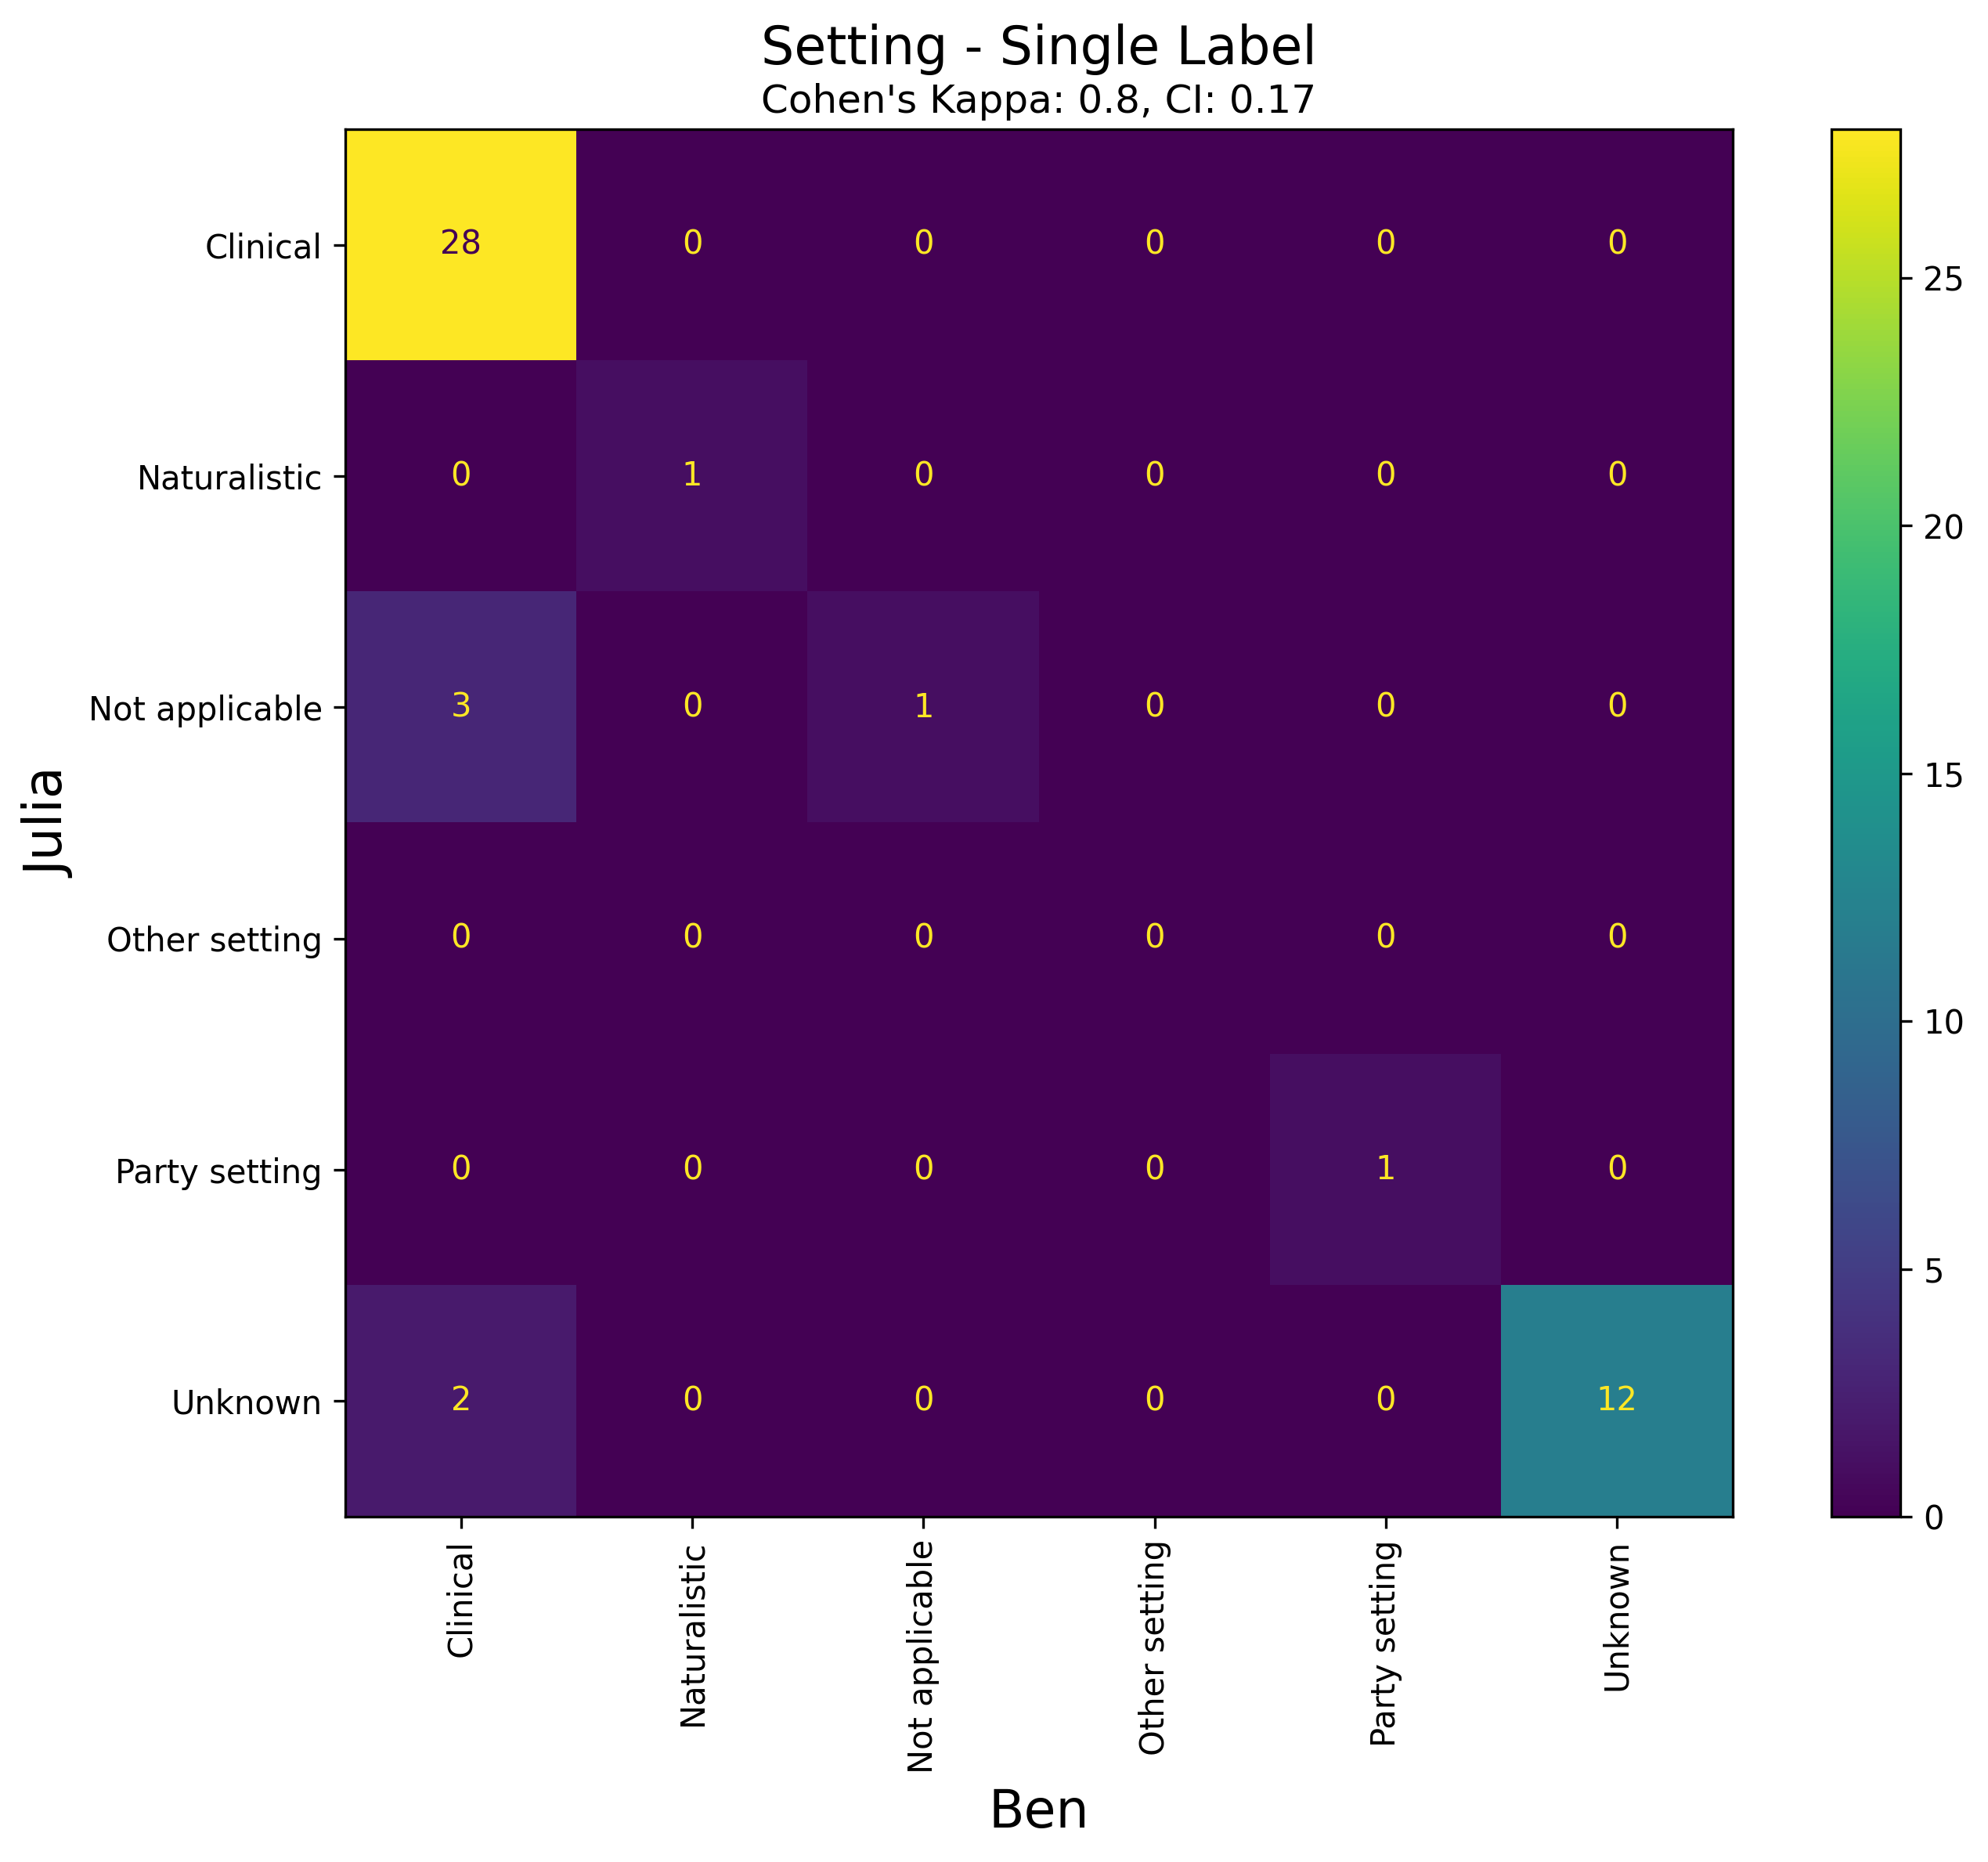 Setting - Single Label
Cohen's Kappa: 0.8, CI: 0.17
Julia
Clinical 28 0 0 0 0 0
Naturalistic 0 1 0 0 0 0
Not applicable 3 0 1 0 0 0
Other setting 0 0 0 0 0 0
Party setting 0 0 0 0 1 0
Unknown 2 0 0 0 0 12
Clinical Naturalistic Not applicable Other setting Party setting Unknown
Ben
25
20
15
10
5
0